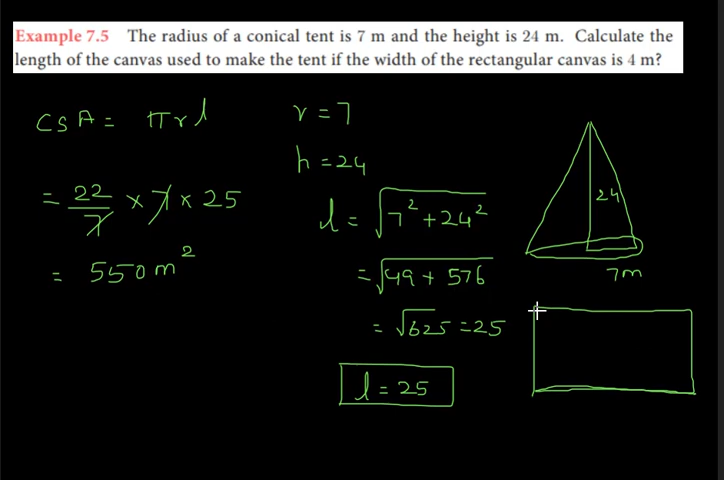 Example 7.5 The radius of a conical tent is 7 m and the height is 24 m. Calculate the
length of the canvas used to make the tent if the width of the rectangular canvas is 4 m?
CSA = πrl
= 22/7 × 7 × 25
= 550 m²
r = 7
h = 24
l = √7² + 24²
= √49 + 576
= √625 = 25
l = 25
24
7m